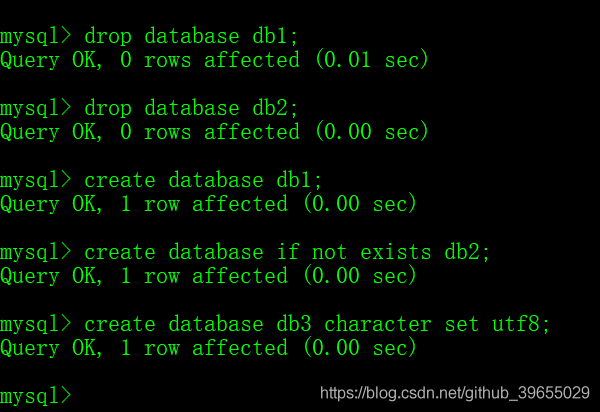 mysql> drop database db1;
Query OK, 0 rows affected (0.01 sec)
mysql> drop database db2;
Query OK, 0 rows affected (0.00 sec)
mysql> create database db1;
Query OK, 1 row affected (0.00 sec)
mysql> create database if not exists db2;
Query OK, 1 row affected (0.00 sec)
mysql> create database db3 character set utf8;
Query OK, 1 row affected (0.00 sec)
mysql>
https://blog.csdn.net/github_39655029